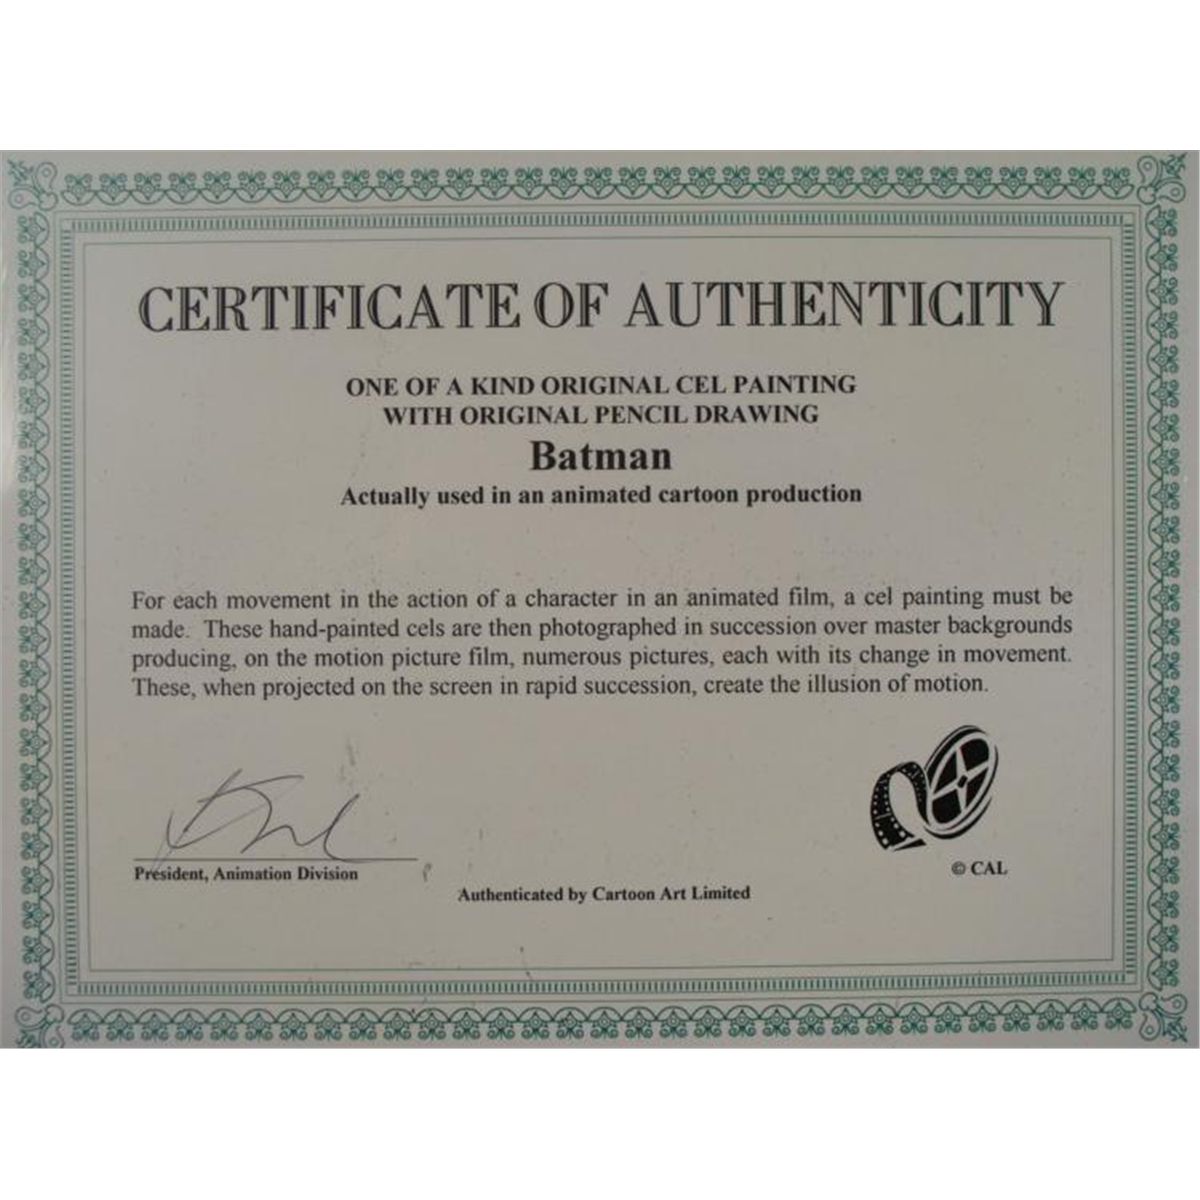 CERTIFICATE OF AUTHENTICITY
ONE OF A KIND ORIGINAL CEL PAINTING
WITH ORIGINAL PENCIL DRAWING
Batman
Actually used in an animated cartoon production
For each movement in the action of a character in an animated film, a cel painting must be
made. These hand-painted cels are then photographed in succession over master backgrounds
producing, on the motion picture film, numerous pictures, each with its change in movement.
These, when projected on the screen in rapid succession, create the illusion of motion.
President, Animation Division
© CAL
Authenticated by Cartoon Art Limited